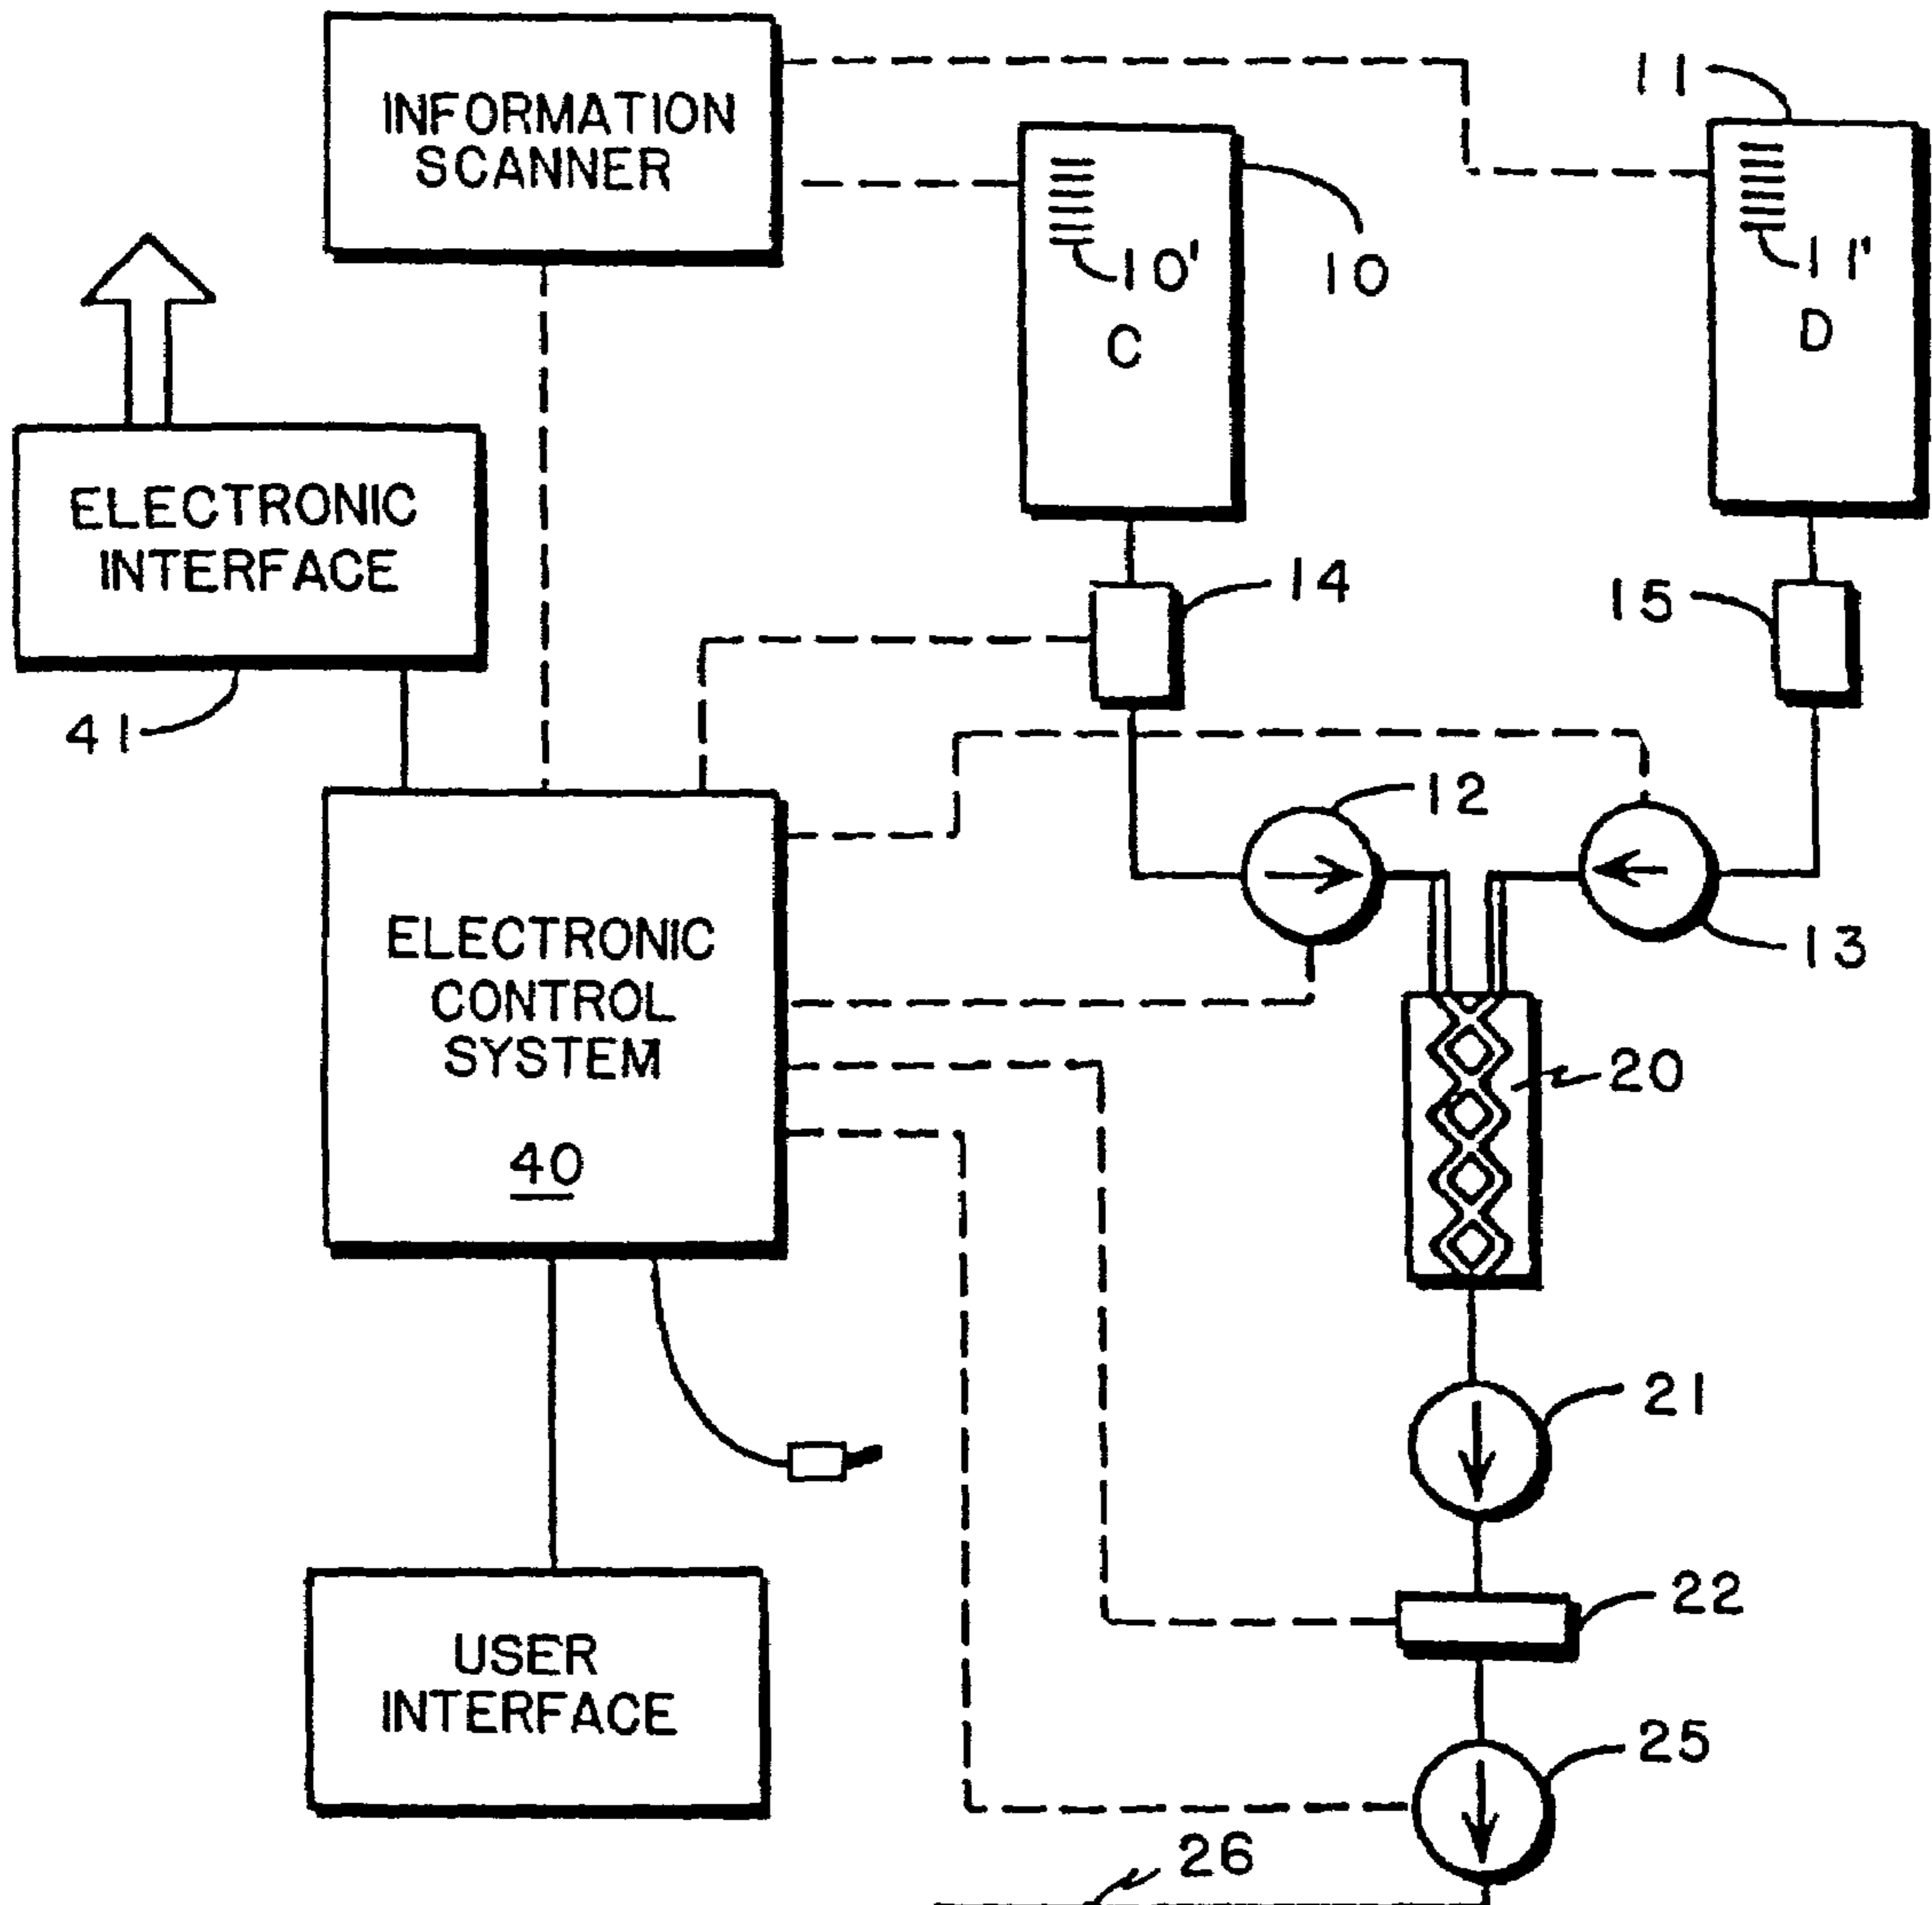 INFORMATION
SCANNER
11
10'
10
C
11'
D
ELECTRONIC
INTERFACE
41
14
15
12
13
ELECTRONIC
CONTROL
SYSTEM
40
20
21
22
USER
INTERFACE
25
26